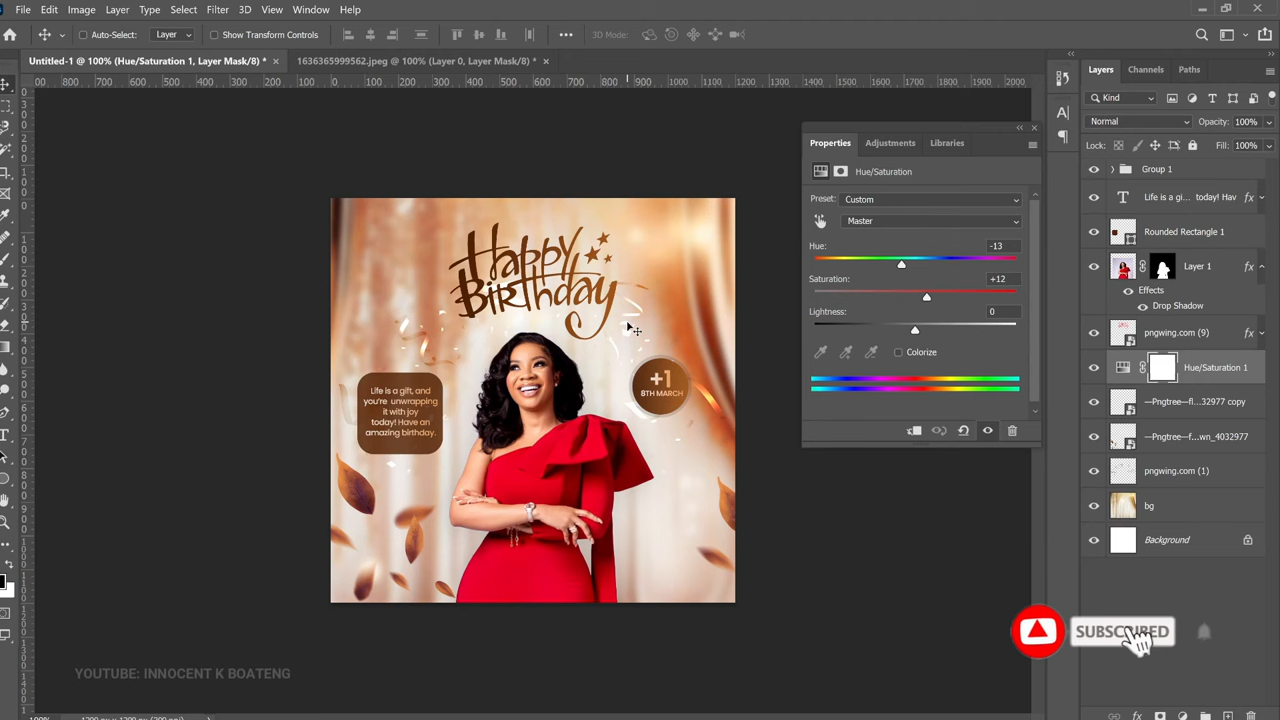 File Edit Image Layer Type Select Filter 3D View Window Help
Auto-Select: Layer Show Transform Controls 3D Mode:
Untitled-1 @ 100% (Hue/Saturation 1, Layer Mask/8) * 1636365999562.jpeg @ 100% (Layer 0, Layer Mask/8) *
Happy
Birthday
Life is a gift, and
you're unwrapping
it with joy
today! Have an
amazing birthday.
+1
8TH MARCH
Properties Adjustments Libraries
Hue/Saturation
Preset: Custom
Master
Hue: -13
Saturation: +12
Lightness: 0
Colorize
Layers Channels Paths
Kind
Normal Opacity: 100%
Lock: Fill: 100%
Group 1
Life is a gi... today! Hav fx
Rounded Rectangle 1
Layer 1 fx
Effects
Drop Shadow
pngwing.com (9) fx
Hue/Saturation 1
—Pngtree—fl...32977 copy
—Pngtree—f...wn_4032977
pngwing.com (1)
bg
Background
SUBSCRIBED
YOUTUBE: INNOCENT K BOATENG